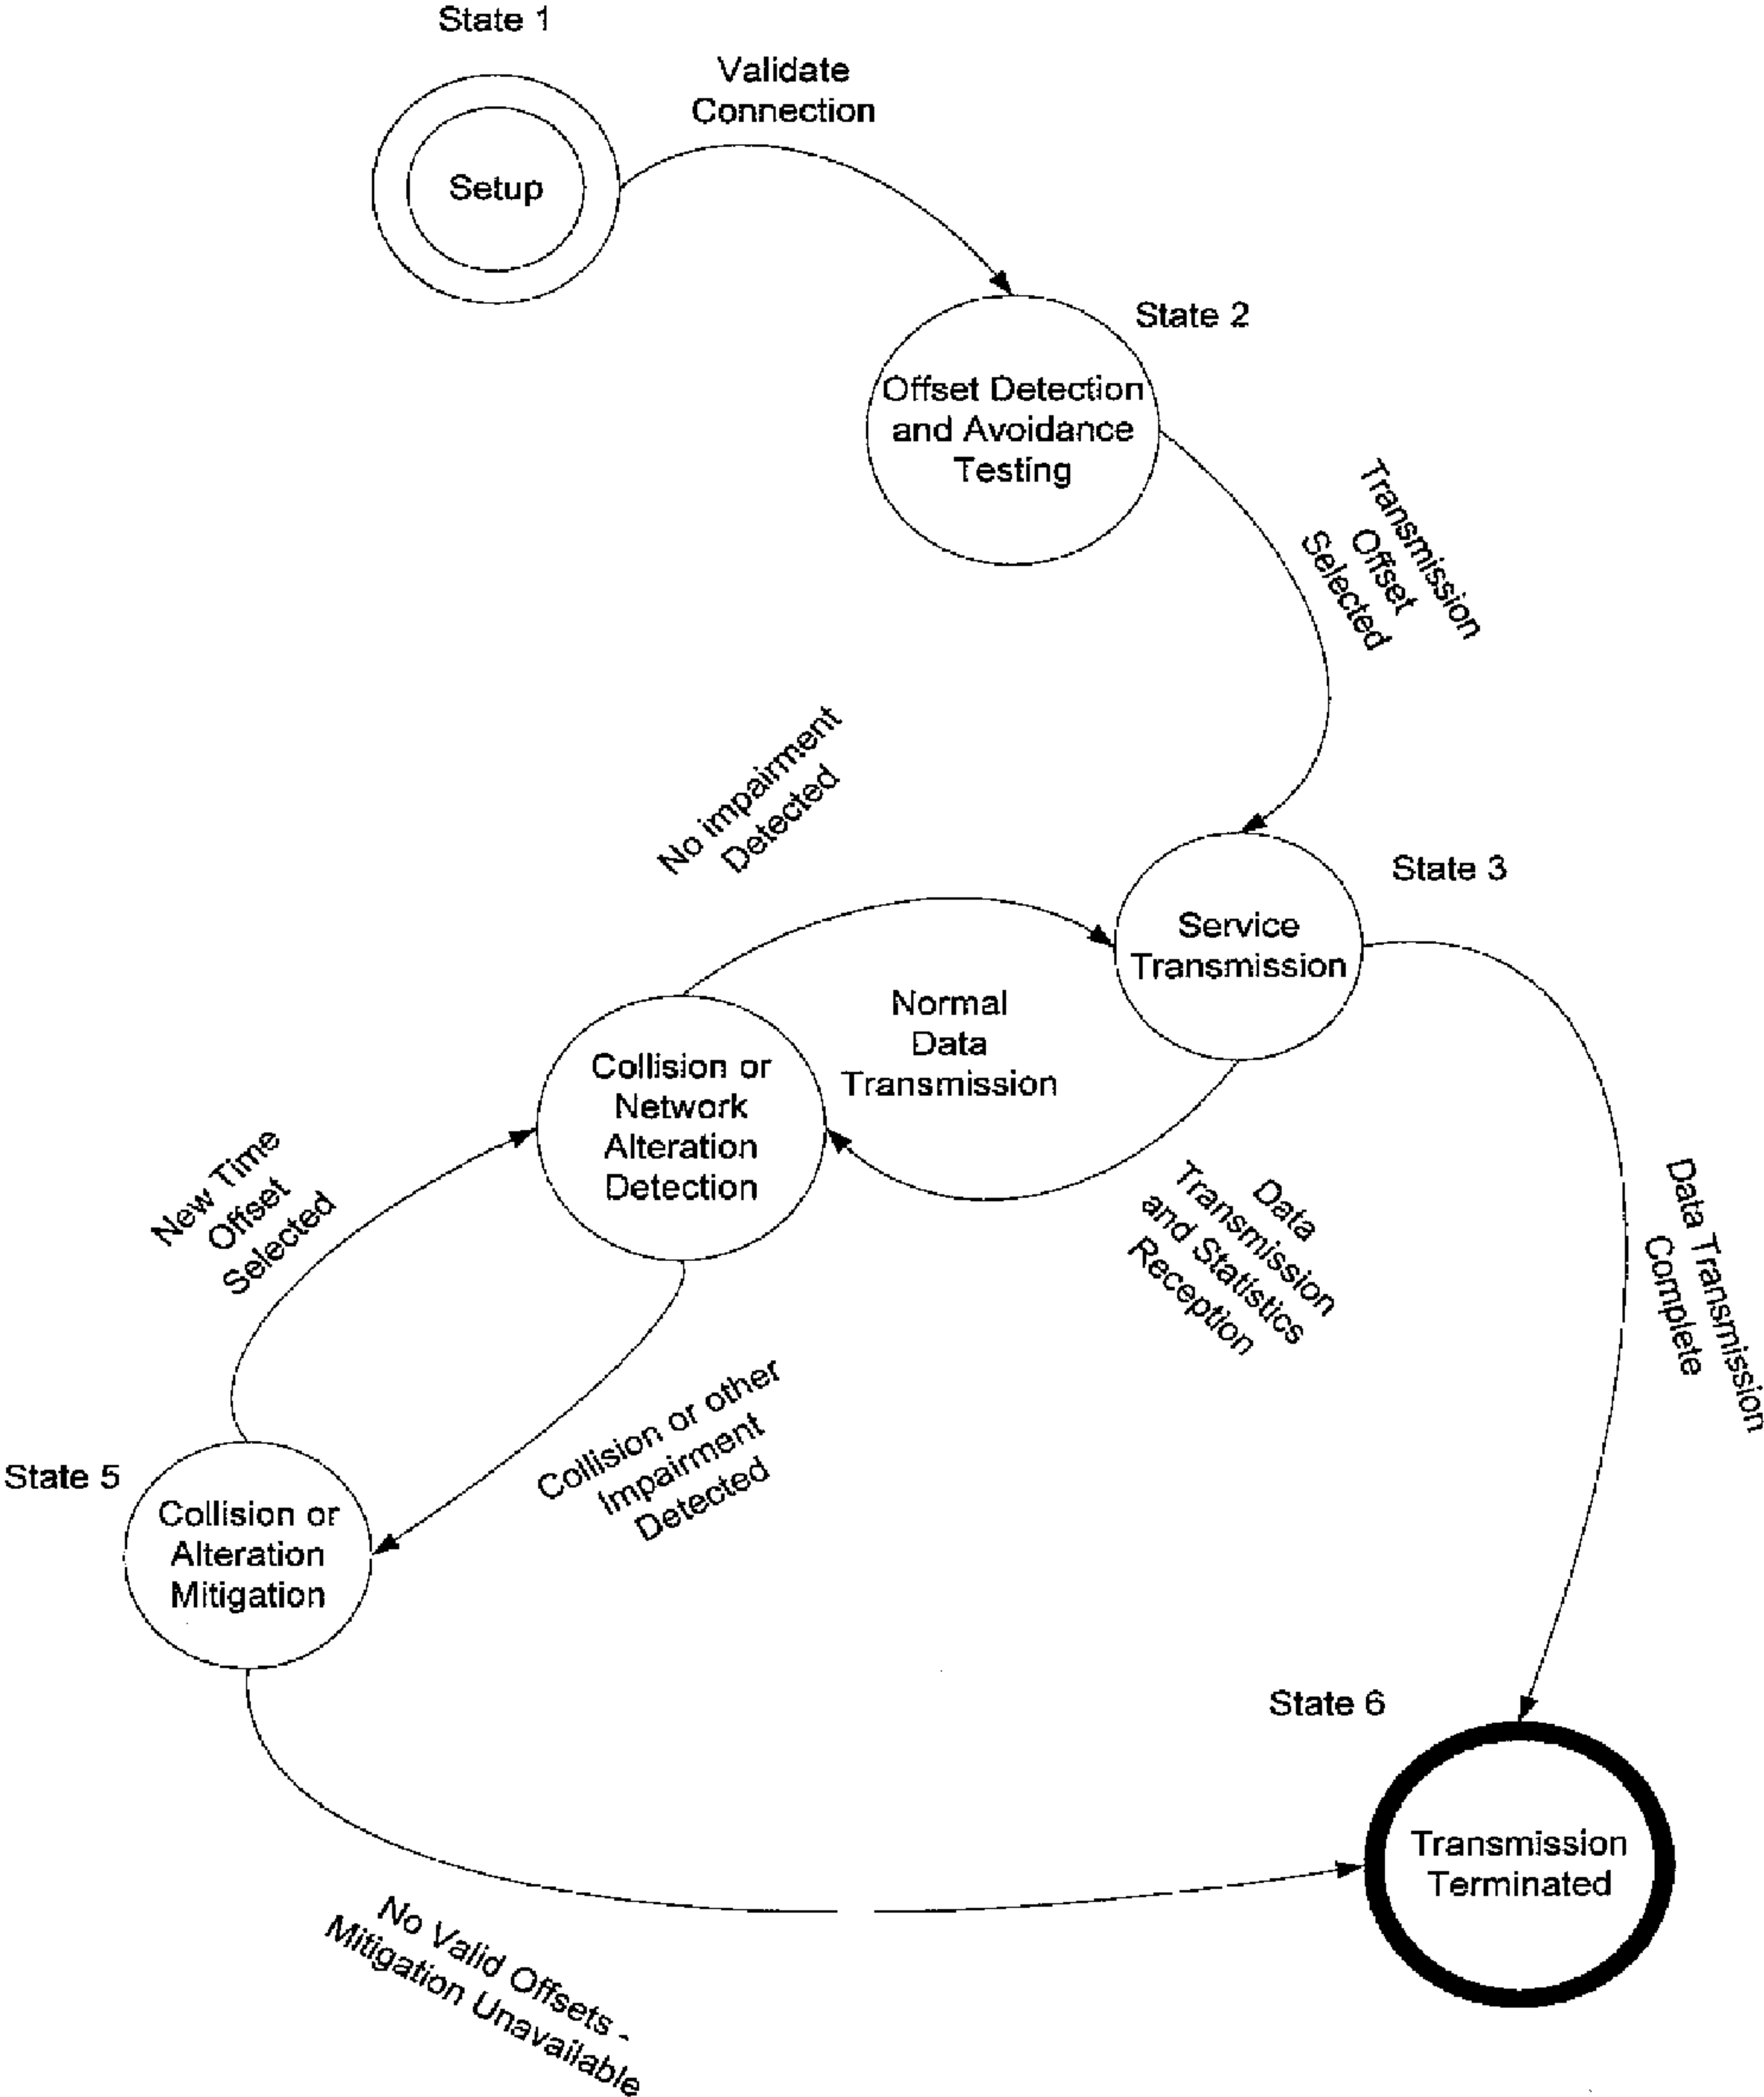 State 1
Validate
Connection
Setup
State 2
Offset Detection
and Avoidance
Testing
Transmission
Offset
Selected
No impairment
Detected
State 3
Service
Transmission
Normal
Data
Transmission
Collision or
Network
Alteration
Detection
New Time
Offset
Selected
Data
Transmission
and Statistics
Reception
Data Transmission
Complete
Collision or other
Impairment
Detected
State 5
Collision or
Alteration
Mitigation
State 6
Transmission
Terminated
No Valid Offsets -
Mitigation Unavailable